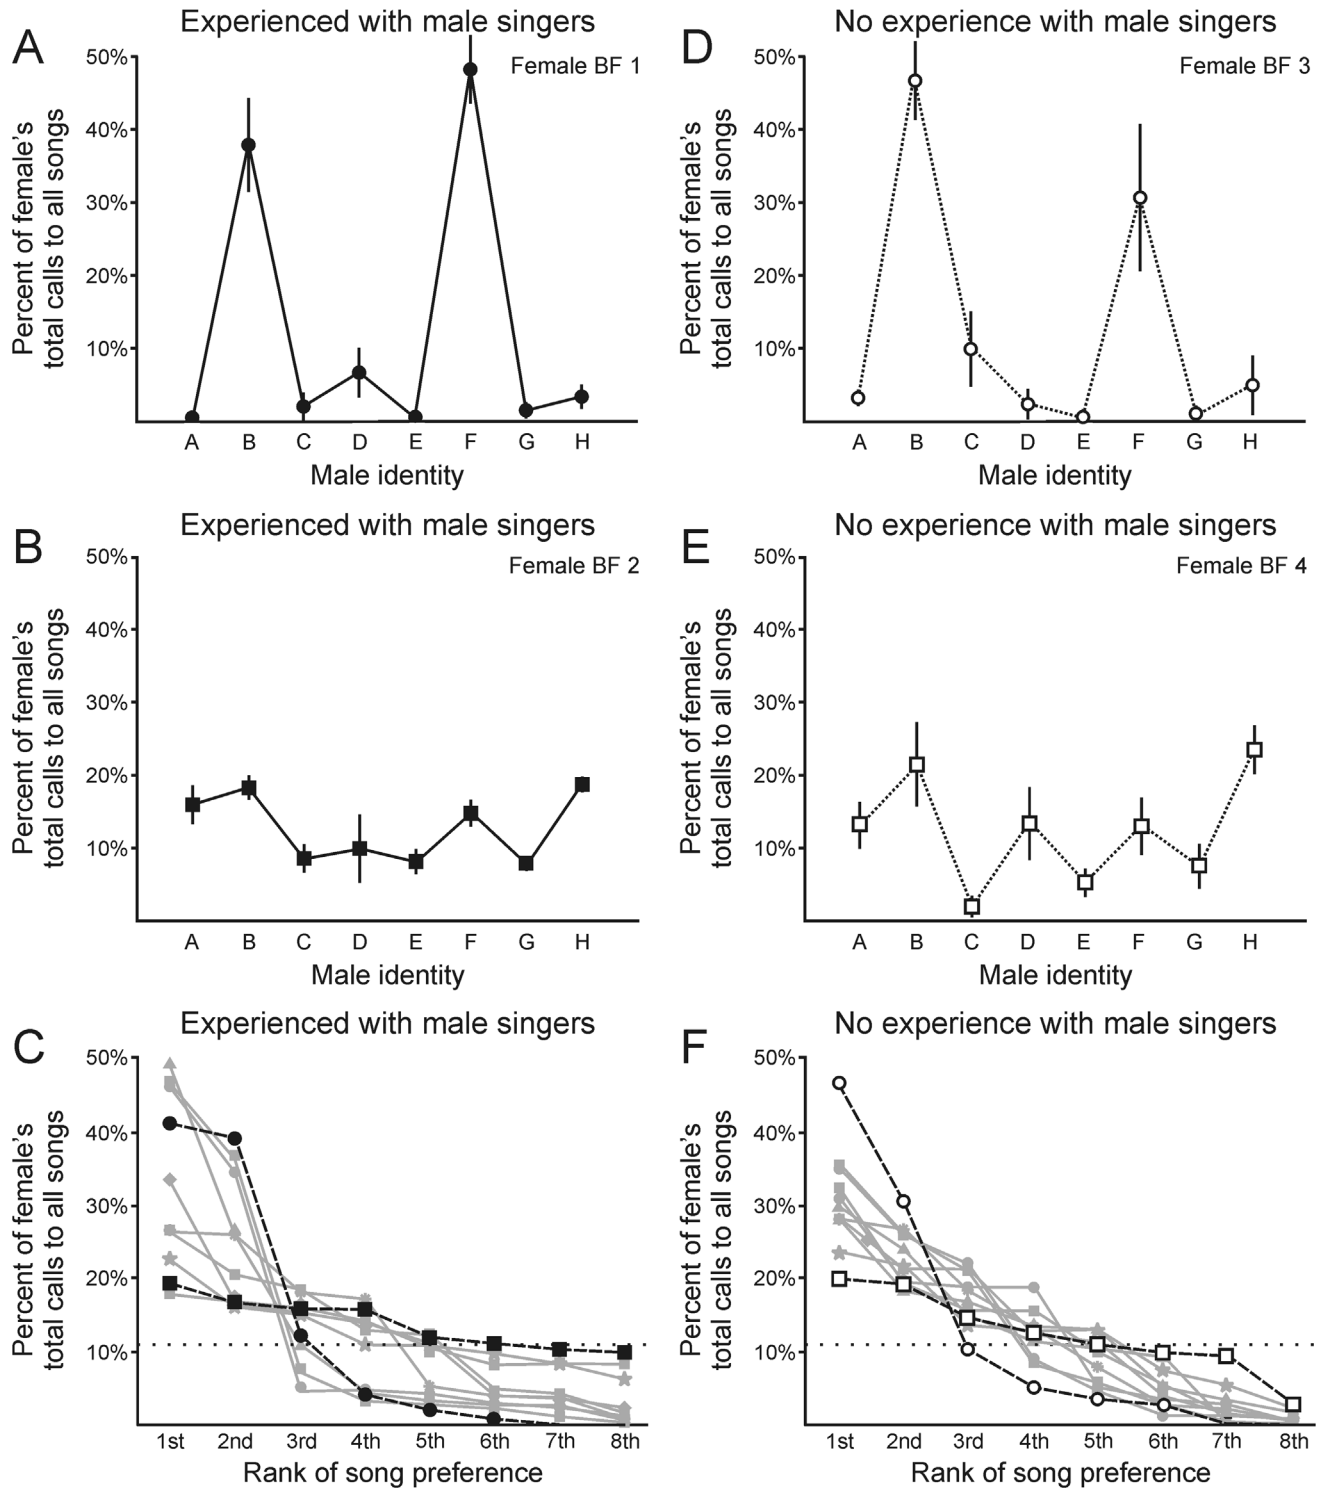 A
Experienced with male singers
Female BF 1
Percent of female's
total calls to all songs
50%
40%
30%
20%
10%
A B C D E F G H
Male identity
D
No experience with male singers
Female BF 3
Percent of female's
total calls to all songs
50%
40%
30%
20%
10%
A B C D E F G H
Male identity
B
Experienced with male singers
Female BF 2
Percent of female's
total calls to all songs
50%
40%
30%
20%
10%
A B C D E F G H
Male identity
E
No experience with male singers
Female BF 4
Percent of female's
total calls to all songs
50%
40%
30%
20%
10%
A B C D E F G H
Male identity
C
Experienced with male singers
Percent of female's
total calls to all songs
50%
40%
30%
20%
10%
1st 2nd 3rd 4th 5th 6th 7th 8th
Rank of song preference
F
No experience with male singers
Percent of female's
total calls to all songs
50%
40%
30%
20%
10%
1st 2nd 3rd 4th 5th 6th 7th 8th
Rank of song preference